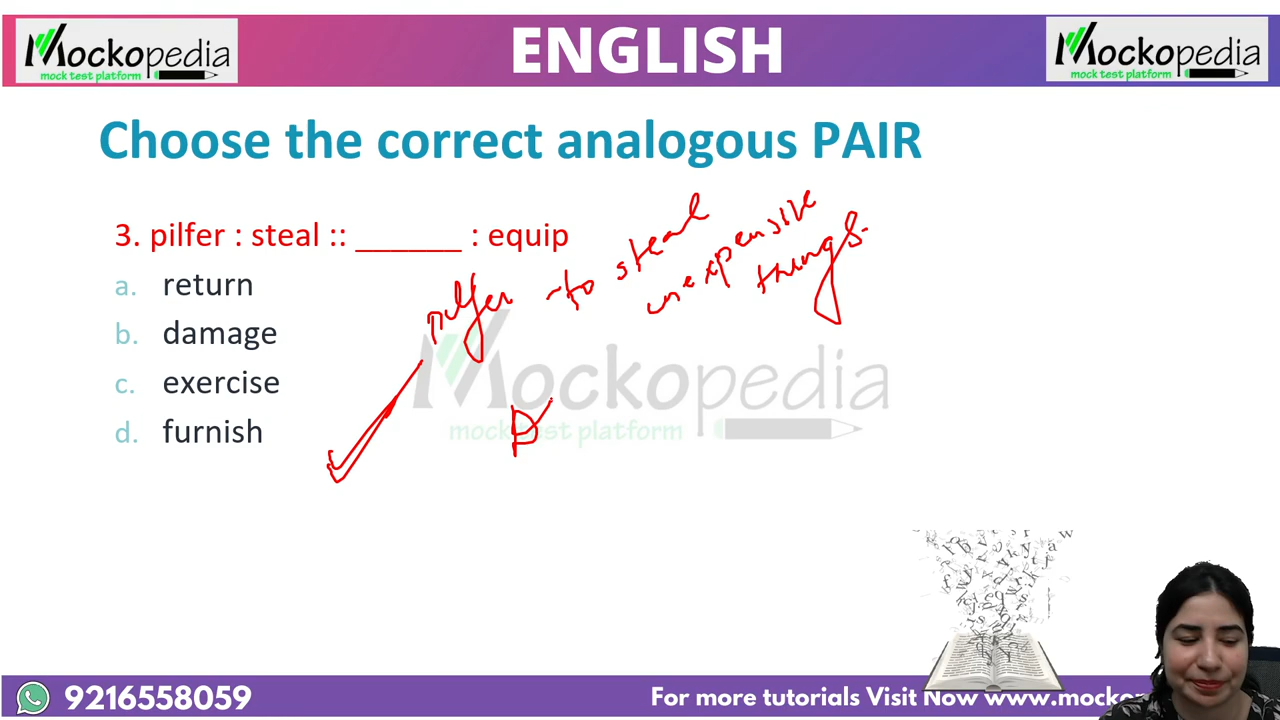 Mockopedia
mock test platform
ENGLISH
Mockopedia
mock test platform
Choose the correct analogous PAIR
3. pilfer : steal :: ______ : equip
a. return
b. damage
c. exercise
d. furnish
pilfer - to steal
unexpensive
things.
D
Mockopedia
mock test platform
9216558059
For more tutorials Visit Now www.mocko